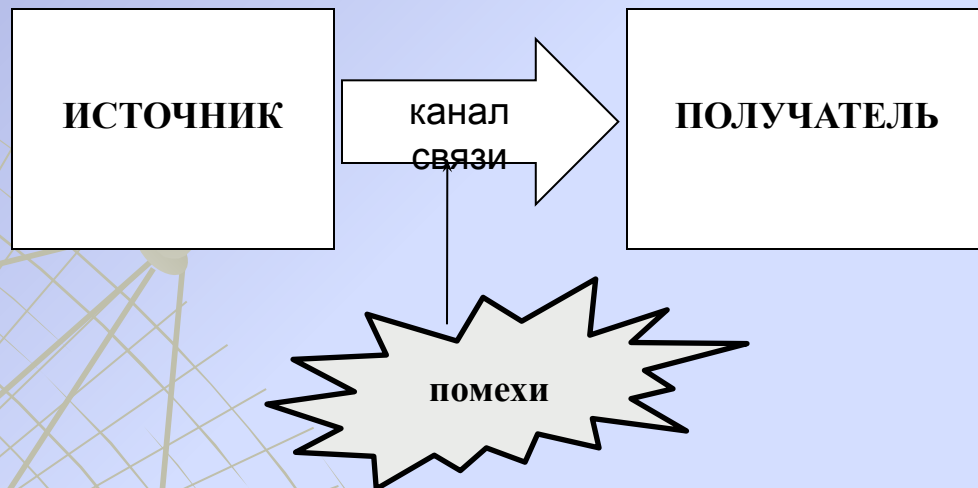 ИСТОЧНИК
канал
связи
ПОЛУЧАТЕЛЬ
помехи